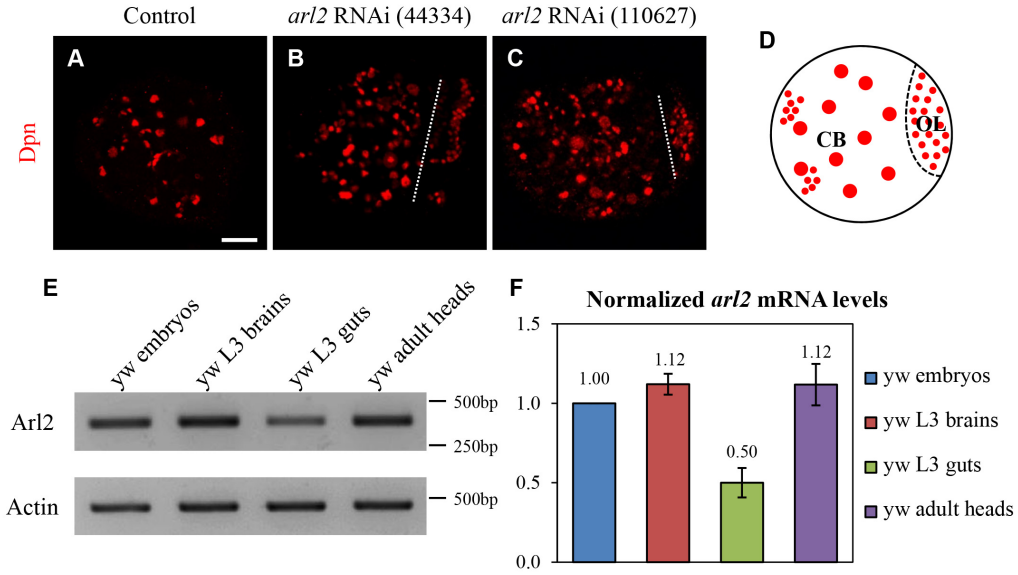 Control
arl2 RNAi (44334)
arl2 RNAi (110627)
Dpn
A
B
C
D
CB
OL
E
yw embryos
yw L3 brains
yw L3 guts
yw adult heads
Arl2
500bp
250bp
Actin
500bp
F
Normalized arl2 mRNA levels
1.5
1.0
0.5
0.0
1.00
1.12
0.50
1.12
yw embryos
yw L3 brains
yw L3 guts
yw adult heads